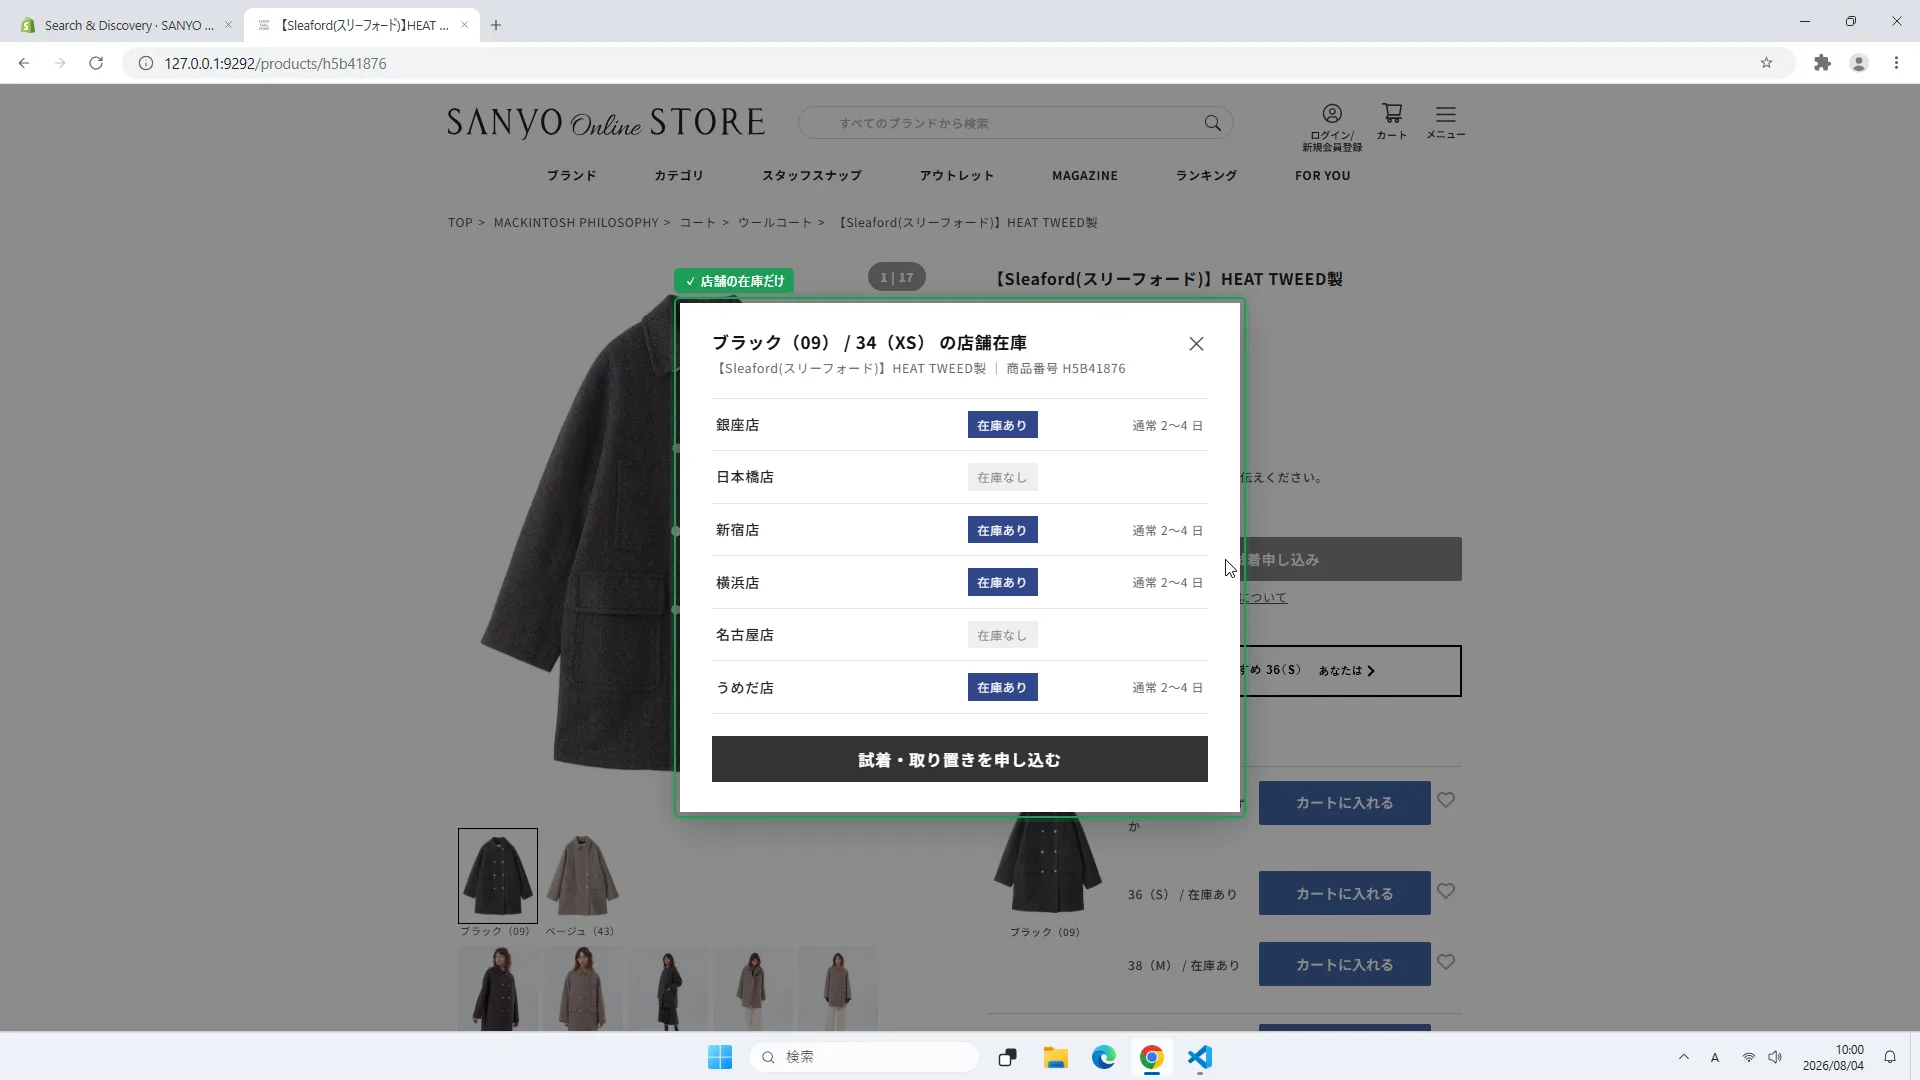 Search & Discovery · SANYO ...
【Sleaford(スリーフォード)】HEAT ...
127.0.0.1:9292/products/h5b41876
SANYO Online STORE
すべてのブランドから検索
ログイン/
新規会員登録
カート
メニュー
ブランド
カテゴリ
スタッフスナップ
アウトレット
MAGAZINE
ランキング
FOR YOU
TOP > MACKINTOSH PHILOSOPHY > コート > ウールコート > 【Sleaford(スリーフォード)】HEAT TWEED製
✓ 店舗の在庫だけ
1 | 17
【Sleaford(スリーフォード)】HEAT TWEED製
ブラック（09） / 34（XS） の店舗在庫
【Sleaford(スリーフォード)】HEAT TWEED製 | 商品番号 H5B41876
銀座店 在庫あり 通常 2〜4 日
日本橋店 在庫なし
新宿店 在庫あり 通常 2〜4 日
横浜店 在庫あり 通常 2〜4 日
名古屋店 在庫なし
うめだ店 在庫あり 通常 2〜4 日
試着・取り置きを申し込む
伝えください。
着申し込み
について
すめ 36(S) あなたは
カートに入れる
か
36（S） / 在庫あり
カートに入れる
ブラック（09）
38（M） / 在庫あり
カートに入れる
ブラック（09）
ベージュ（43）
検索
A
10:00
2026/08/04